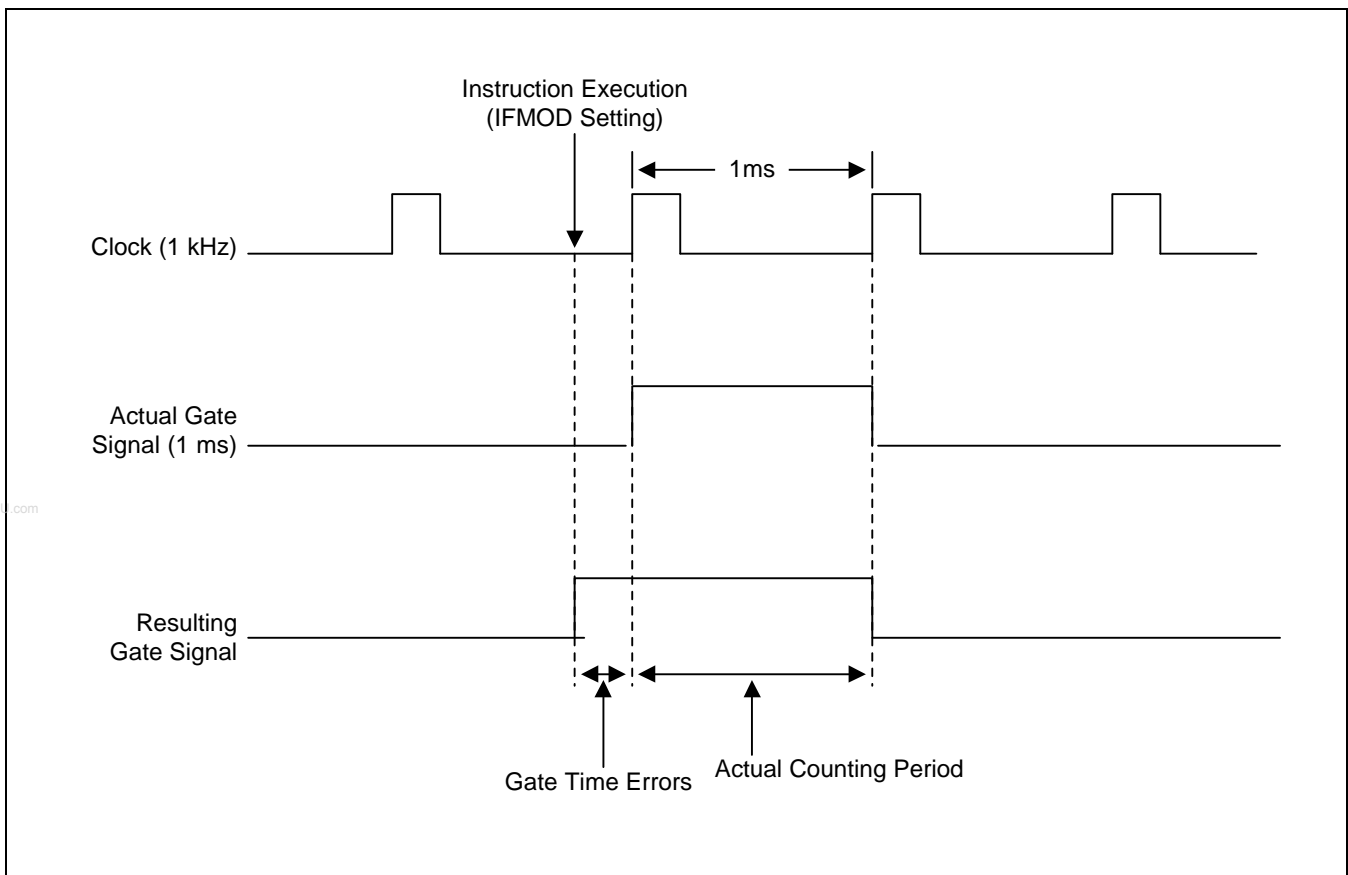 Instruction Execution
(IFMOD Setting)
1ms
Clock (1 kHz)
Actual Gate
Signal (1 ms)
Resulting
Gate Signal
Gate Time Errors
Actual Counting Period